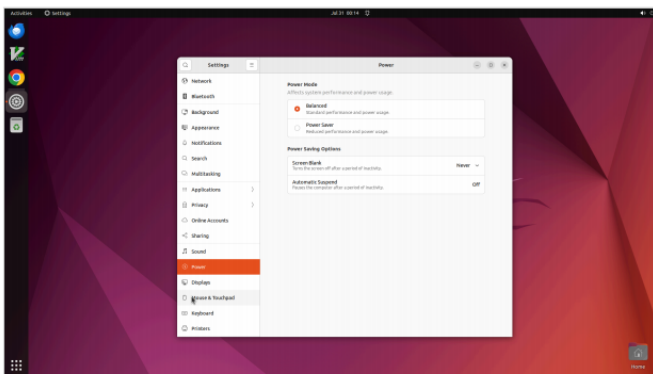 Activities
Settings
Jul 31 00:14
Settings
Power
Network
Bluetooth
Background
Appearance
Notifications
Search
Multitasking
Applications
Privacy
Online Accounts
Sharing
Sound
Power
Displays
Mouse & Touchpad
Keyboard
Printers
Power Mode
Affects system performance and power usage.
Balanced
Standard performance and power usage.
Power Saver
Reduced performance and power usage.
Power Saving Options
Screen Blank
Turns the screen off after a period of inactivity.
Never
Automatic Suspend
Pauses the computer after a period of inactivity.
Off
Home